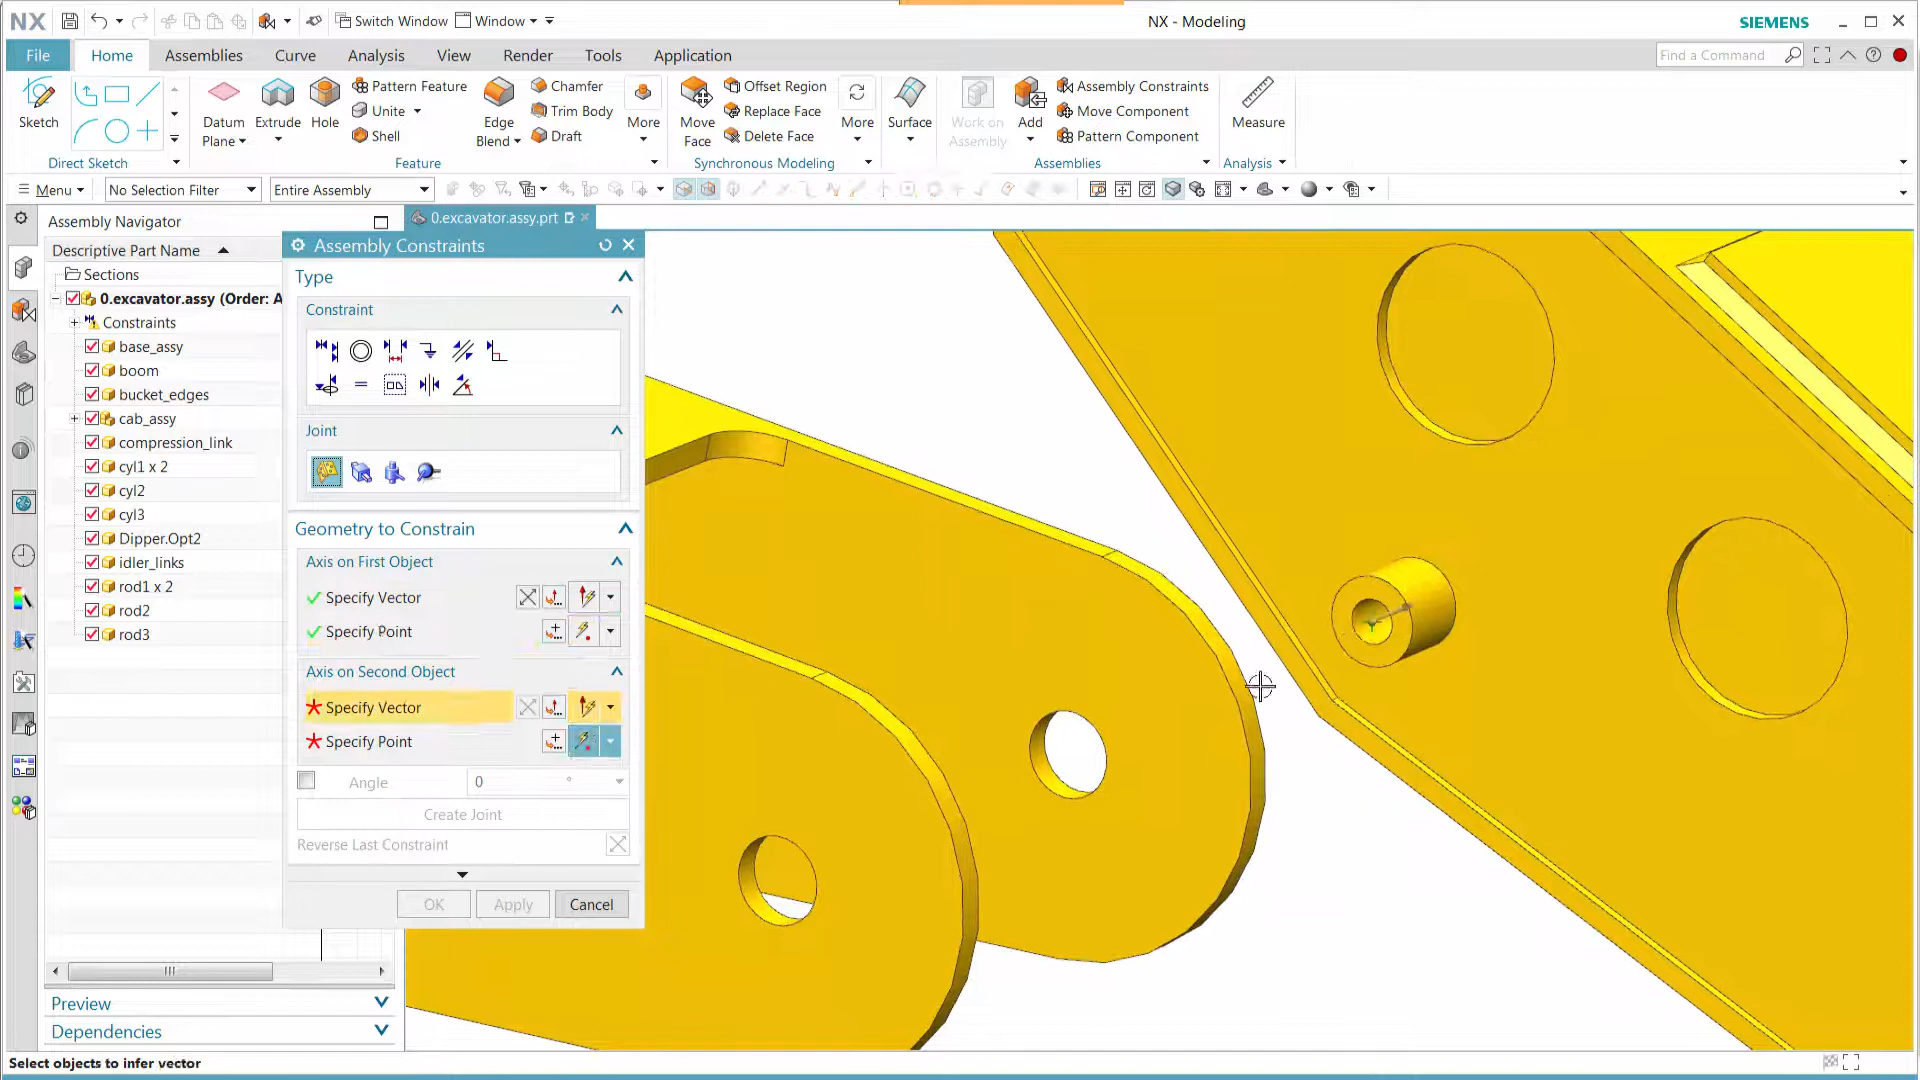 NX
Switch Window
Window
NX - Modeling
SIEMENS
File
Home
Assemblies
Curve
Analysis
View
Render
Tools
Application
Find a Command
Sketch
Direct Sketch
Datum Plane
Extrude
Hole
Pattern Feature
Unite
Shell
Edge Blend
Chamfer
Trim Body
Draft
More
Feature
Move Face
Offset Region
Replace Face
Delete Face
More
Synchronous Modeling
Surface
Work on Assembly
Add
Assembly Constraints
Move Component
Pattern Component
Assemblies
Measure
Analysis
Menu
No Selection Filter
Entire Assembly
Assembly Navigator
0.excavator.assy.prt
Descriptive Part Name
Sections
0.excavator.assy (Order: A
Constraints
base_assy
boom
bucket_edges
cab_assy
compression_link
cyl1 x 2
cyl2
cyl3
Dipper.Opt2
idler_links
rod1 x 2
rod2
rod3
Preview
Dependencies
Assembly Constraints
Type
Constraint
Joint
Geometry to Constrain
Axis on First Object
Specify Vector
Specify Point
Axis on Second Object
Specify Vector
Specify Point
Angle
0
°
Create Joint
Reverse Last Constraint
OK
Apply
Cancel
Select objects to infer vector